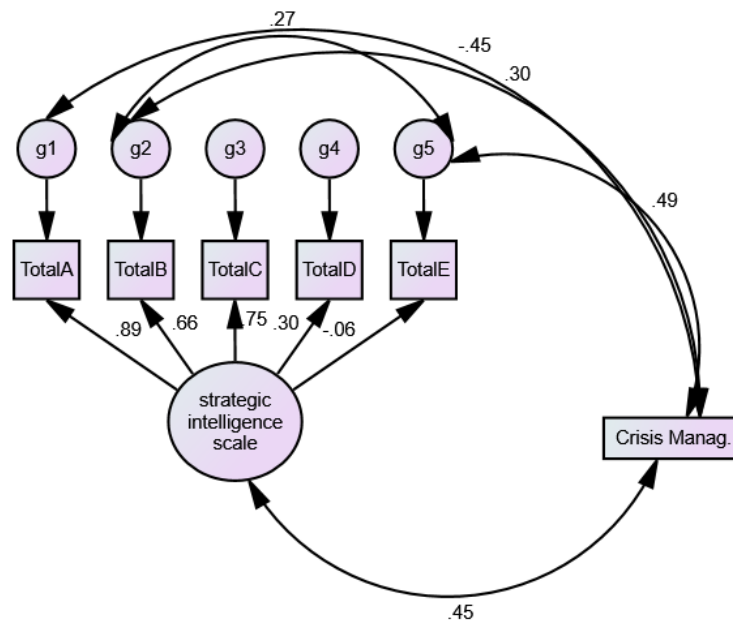 .27
-.45
.30
g1
g2
g3
g4
g5
.49
TotalA
TotalB
TotalC
TotalD
TotalE
.89
.66
.75
.30
-.06
strategic
intelligence
scale
Crisis Manag.
.45